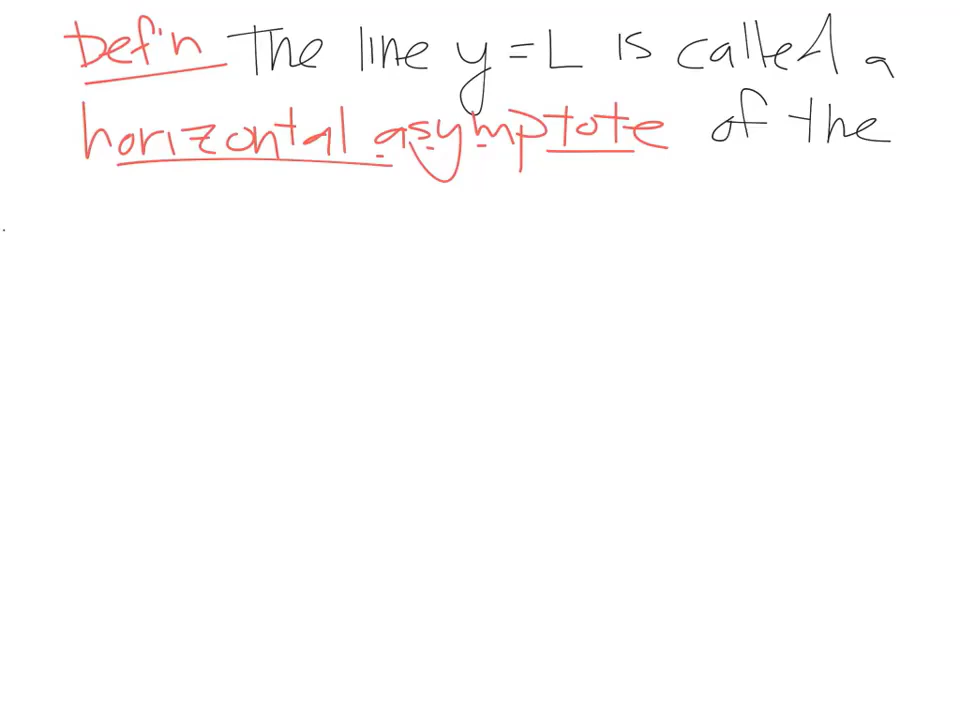 Def'n The line y = L is called a
horizontal asymptote of the